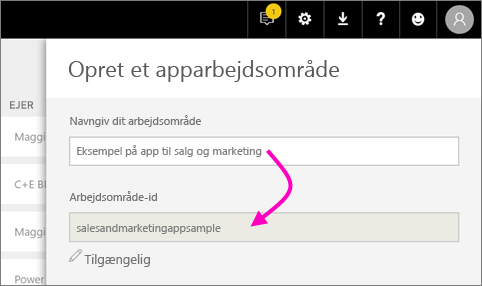 1
?
Opret et apparbejdsområde
EJER
Navngiv dit arbejdsområde
Maggi
Eksempel på app til salg og marketing
C+E BI
Arbejdsområde-id
Maggi
salesandmarketingappsample
Tilgængelig
Power